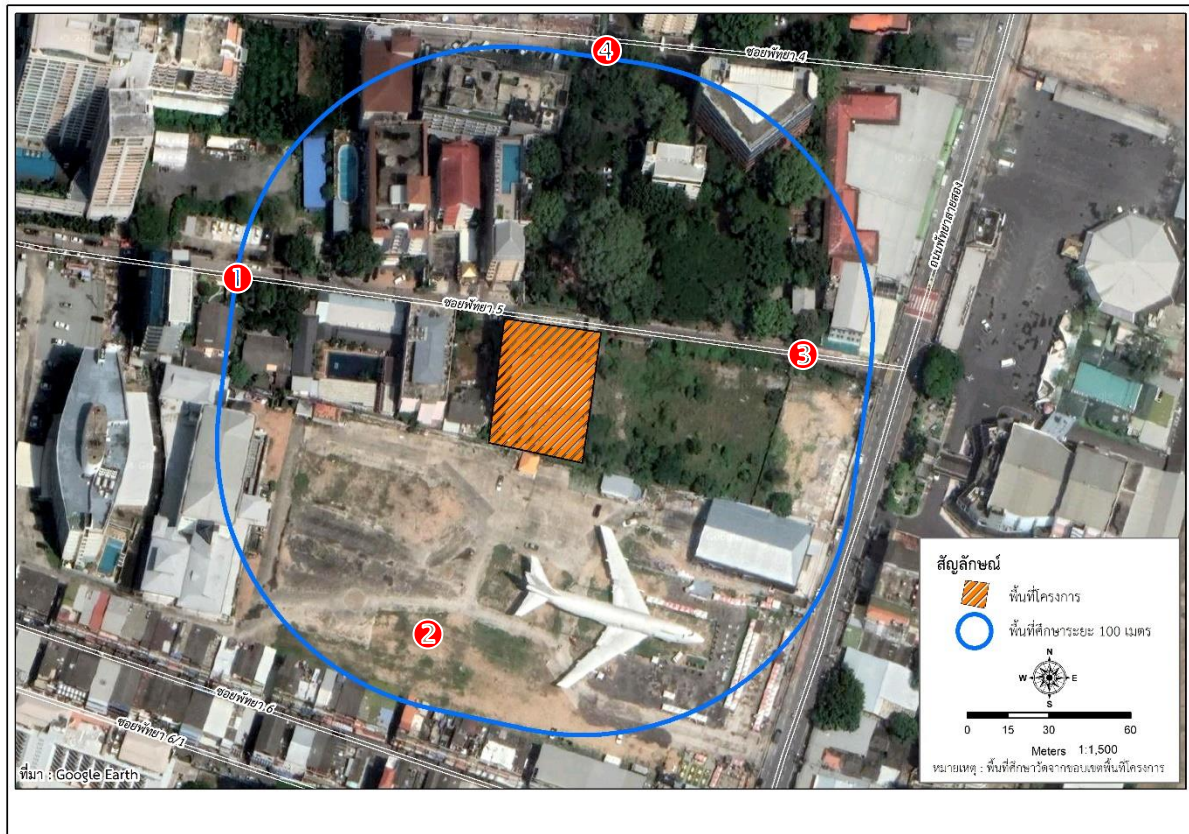 4
ซอยพัทยา 4
ถนนพัทยาสายสอง
1
ซอยพัทยา 5
3
2
ซอยพัทยา 6
ซอยพัทยา 6/1
ที่มา : Google Earth
สัญลักษณ์
พื้นที่โครงการ
พื้นที่ศึกษาระยะ 100 เมตร
N
W E
S
0 15 30 60
Meters 1:1,500
หมายเหตุ : พื้นที่ศึกษาวัดจากขอบเขตพื้นที่โครงการ